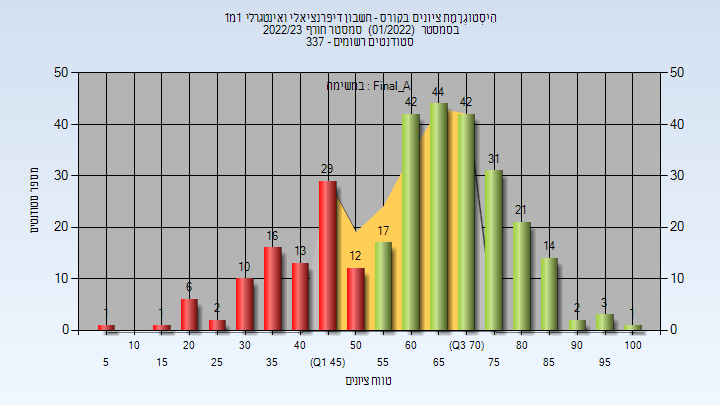 הִיסְטוֹגְרָמַת ציונים בקורס - חשבון דיפרנציאלי ואינטגרלי 1מ1
בסמסטר (01/2022) סמסטר חורף 2022/23
סטודנטים רשומים - 337
במשימה : Final_A
50 50
40 40
30 30
20 20
10 10
0 0
מספר סטודנטים
1 1 6 2 10 16 13 29 12 17 42 44 42 31 21 14 2 3 1
10 20 30 40 50 60 (Q3 70) 80 90 100
5 15 25 35 (Q1 45) 55 65 75 85 95
טווח ציונים